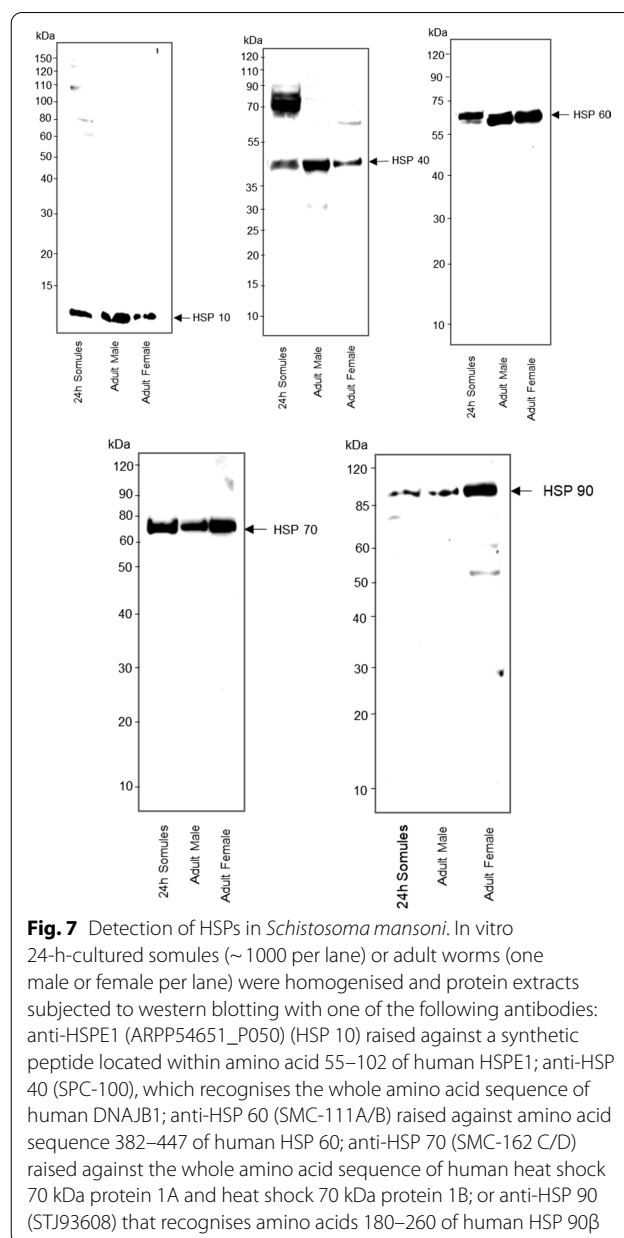 kDa
150
130
110
100
80
60
50
40
30
20
15
HSP 10
24h Somules
Adult Male
Adult Female
kDa
120
90
70
55
35
30
25
20
15
10
HSP 40
24h Somules
Adult Male
Adult Female
kDa
120
90
75
55
40
30
20
10
HSP 60
24h Somules
Adult Male
Adult Female
kDa
120
90
80
60
50
40
30
20
10
HSP 70
24h Somules
Adult Male
Adult Female
kDa
120
85
60
50
40
30
20
10
HSP 90
24h Somules
Adult Male
Adult Female
Fig. 7 Detection of HSPs in Schistosoma mansoni. In vitro
24-h-cultured somules (~ 1000 per lane) or adult worms (one
male or female per lane) were homogenised and protein extracts
subjected to western blotting with one of the following antibodies:
anti-HSPE1 (ARPP54651_P050) (HSP 10) raised against a synthetic
peptide located within amino acid 55–102 of human HSPE1; anti-HSP
40 (SPC-100), which recognises the whole amino acid sequence of
human DNAJB1; anti-HSP 60 (SMC-111A/B) raised against amino acid
sequence 382–447 of human HSP 60; anti-HSP 70 (SMC-162 C/D)
raised against the whole amino acid sequence of human heat shock
70 kDa protein 1A and heat shock 70 kDa protein 1B; or anti-HSP 90
(STJ93608) that recognises amino acids 180–260 of human HSP 90β